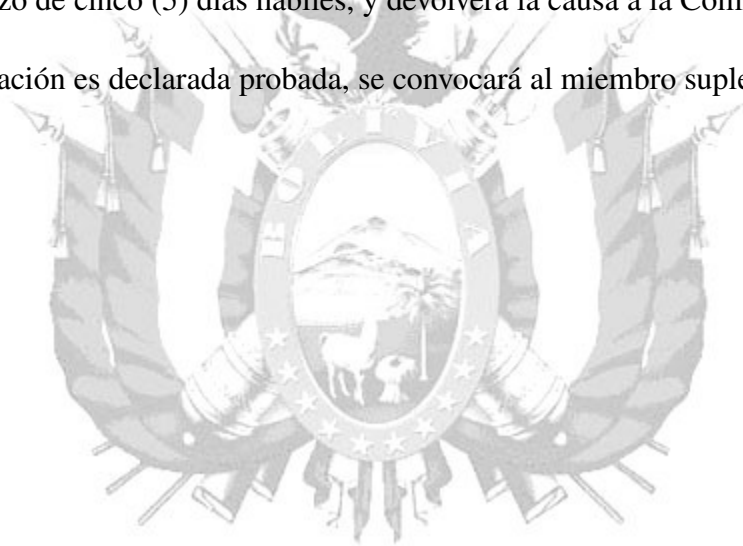 zo de cinco (5) días hábiles, y devolverá la causa a la Com
ación es declarada probada, se convocará al miembro suple
BOLIVIA